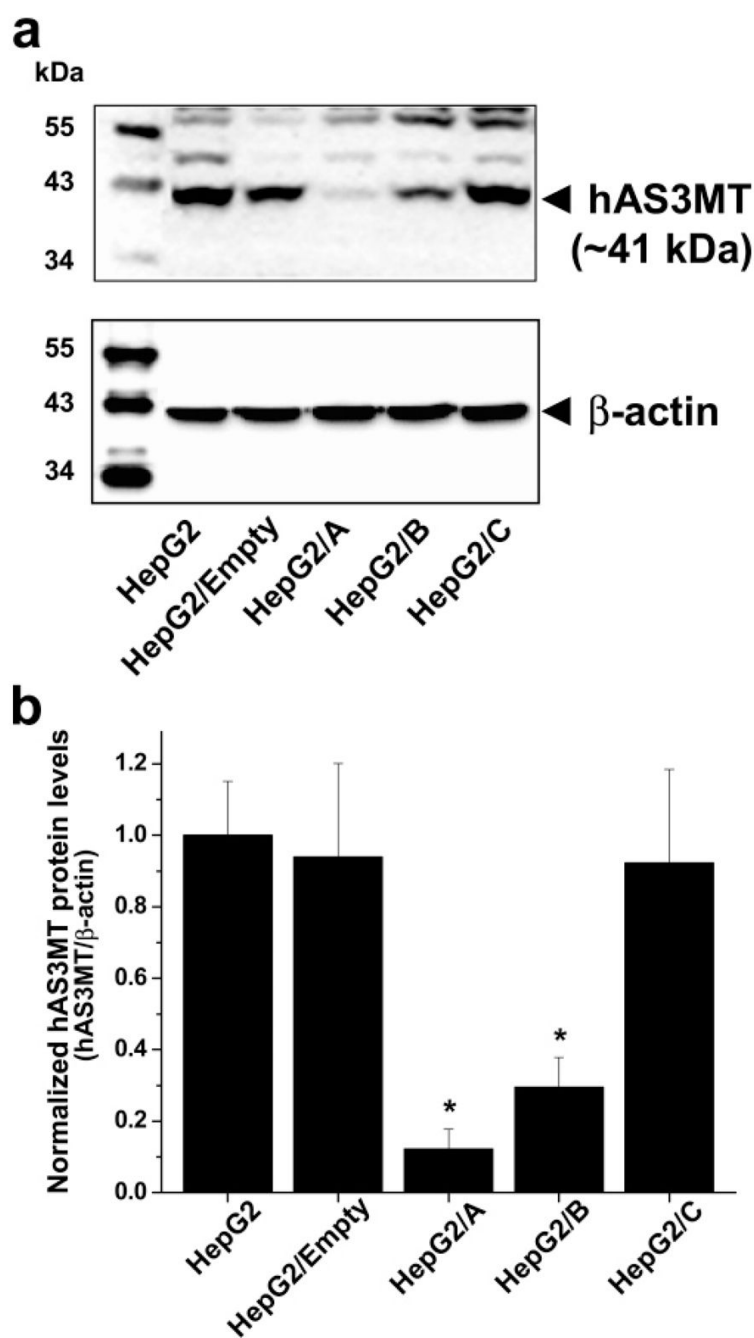 a
kDa
55
43
34
hAS3MT
(~41 kDa)
55
43
34
β-actin
HepG2
HepG2/Empty
HepG2/A
HepG2/B
HepG2/C
b
Normalized hAS3MT protein levels
(hAS3MT/β-actin)
1.2
1.0
0.8
0.6
0.4
0.2
0.0
*
*
HepG2
HepG2/Empty
HepG2/A
HepG2/B
HepG2/C